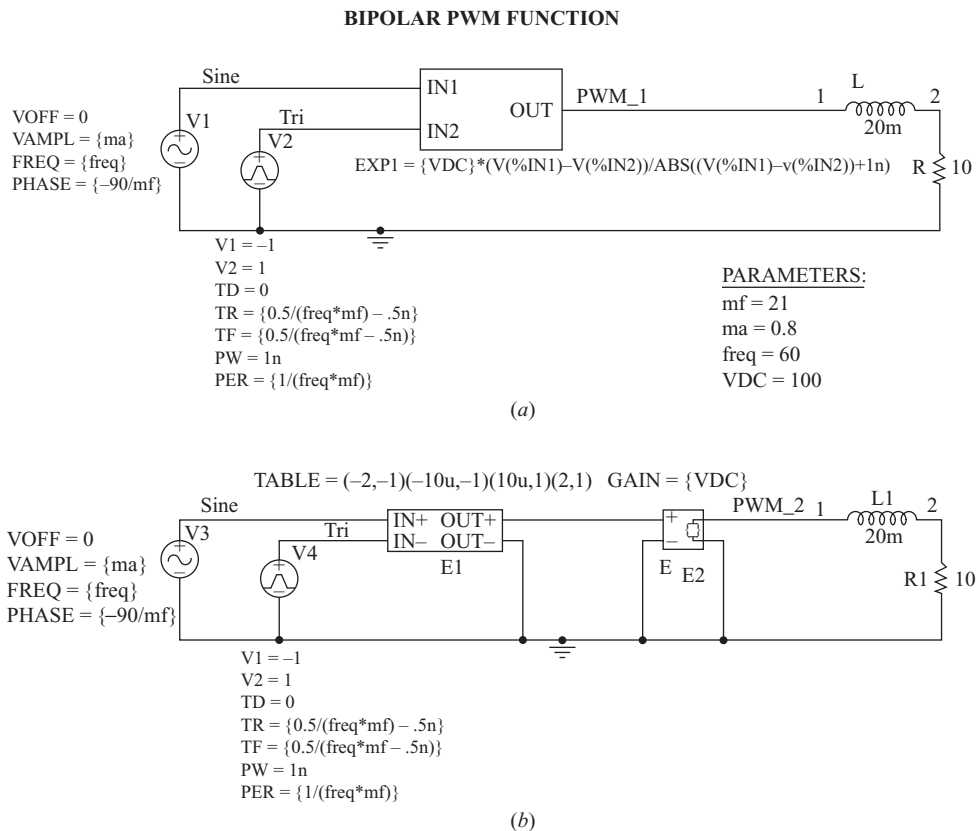 BIPOLAR PWM FUNCTION
Sine
IN1
IN2
OUT
PWM_1
1
L
2
20m
VOFF = 0
VAMPL = {ma}
FREQ = {freq}
PHASE = {–90/mf}
V1
Tri
V2
EXP1 = {VDC}*(V(%IN1)–V(%IN2))/ABS((V(%IN1)–v(%IN2))+1n)
R
10
V1 = –1
V2 = 1
TD = 0
TR = {0.5/(freq*mf) – .5n}
TF = {0.5/(freq*mf – .5n)}
PW = 1n
PER = {1/(freq*mf)}
PARAMETERS:
mf = 21
ma = 0.8
freq = 60
VDC = 100
(a)
TABLE = (–2,–1)(–10u,–1)(10u,1)(2,1) GAIN = {VDC}
Sine
IN+ OUT+
IN– OUT–
E1
+
–
E
E2
PWM_2
1
L1
2
20m
VOFF = 0
VAMPL = {ma}
FREQ = {freq}
PHASE = {–90/mf}
V3
Tri
V4
R1
10
V1 = –1
V2 = 1
TD = 0
TR = {0.5/(freq*mf) – .5n}
TF = {0.5/(freq*mf – .5n)}
PW = 1n
PER = {1/(freq*mf)}
(b)